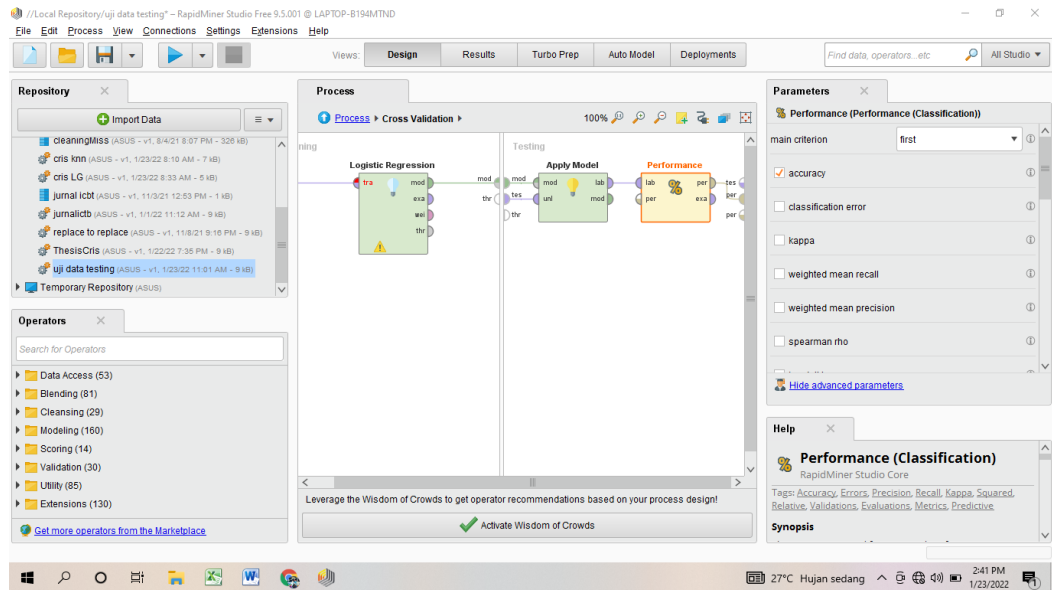 //Local Repository/uji data testing* – RapidMiner Studio Free 9.5.001 @ LAPTOP-B194MTND
File Edit Process View Connections Settings Extensions Help
Views: Design Results Turbo Prep Auto Model Deployments
Find data, operators...etc
All Studio
Repository
Import Data
cleaningMiss (ASUS - v1, 8/4/21 8:07 PM - 326 kB)
cris knn (ASUS - v1, 1/23/22 8:10 AM - 7 kB)
cris LG (ASUS - v1, 1/23/22 8:33 AM - 5 kB)
jurnal icbt (ASUS - v1, 11/3/21 12:53 PM - 1 kB)
jurnalictb (ASUS - v1, 1/1/22 11:12 AM - 9 kB)
replace to replace (ASUS - v1, 11/8/21 9:16 PM - 9 kB)
ThesisCris (ASUS - v1, 1/22/22 7:35 PM - 9 kB)
uji data testing (ASUS - v1, 1/23/22 11:01 AM - 9 kB)
Temporary Repository (ASUS)
Operators
Search for Operators
Data Access (53)
Blending (81)
Cleansing (29)
Modeling (160)
Scoring (14)
Validation (30)
Utility (85)
Extensions (130)
Get more operators from the Marketplace
Process
Process Cross Validation
100%
ning
Testing
Logistic Regression
tra mod
exa
wei
thr
mod
thr
mod
tes
thr
Apply Model
mod lab
unl mod
Performance
lab per
per exa
tes
per
per
Leverage the Wisdom of Crowds to get operator recommendations based on your process design!
Activate Wisdom of Crowds
Parameters
Performance (Performance (Classification))
main criterion first
accuracy
classification error
kappa
weighted mean recall
weighted mean precision
spearman rho
Hide advanced parameters
Help
Performance (Classification)
RapidMiner Studio Core
Tags: Accuracy, Errors, Precision, Recall, Kappa, Squared,
Relative, Validations, Evaluations, Metrics, Predictive
Synopsis
27°C Hujan sedang
2:41 PM
1/23/2022